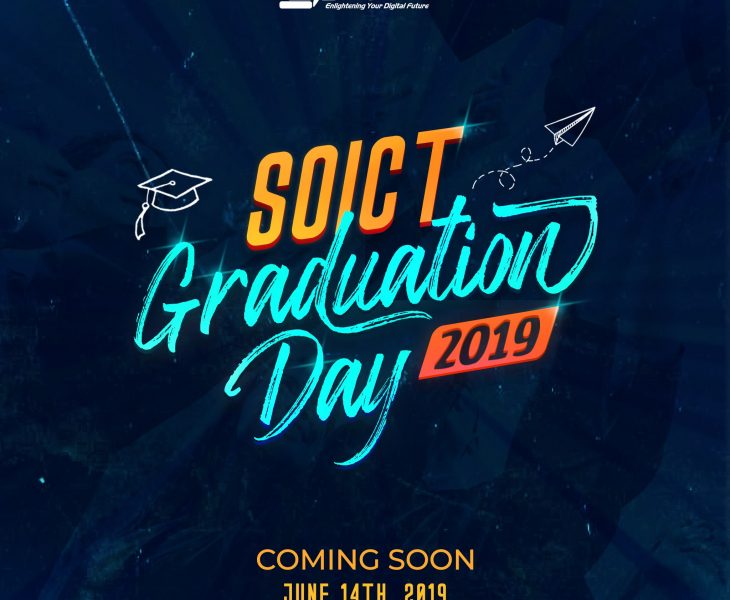 Enlightening Your Digital Future
SOICT
Graduation
Day 2019
COMING SOON
JUNE 14TH, 2019